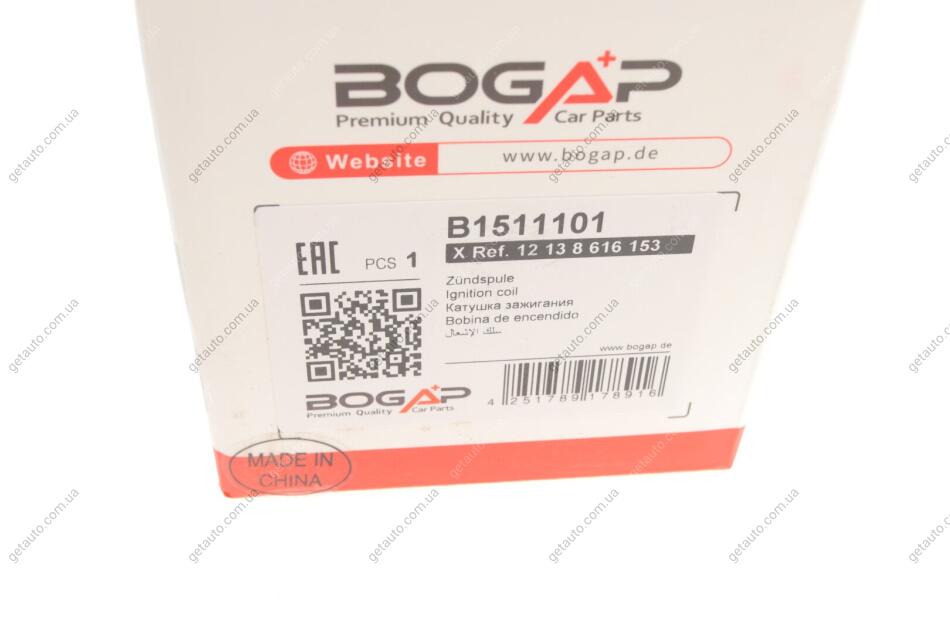 BOGAP
Premium Quality Car Parts
Website www.bogap.de
B1511101
X Ref. 12 13 8 616 153
EAC PCS 1
Zündspule
Ignition coil
Катушка зажигания
Bobina de encendido
سلك الإشعال
www.bogap.de
BOGAP
Premium Quality Car Parts
4 251789 178916
MADE IN
CHINA
getauto.com.ua